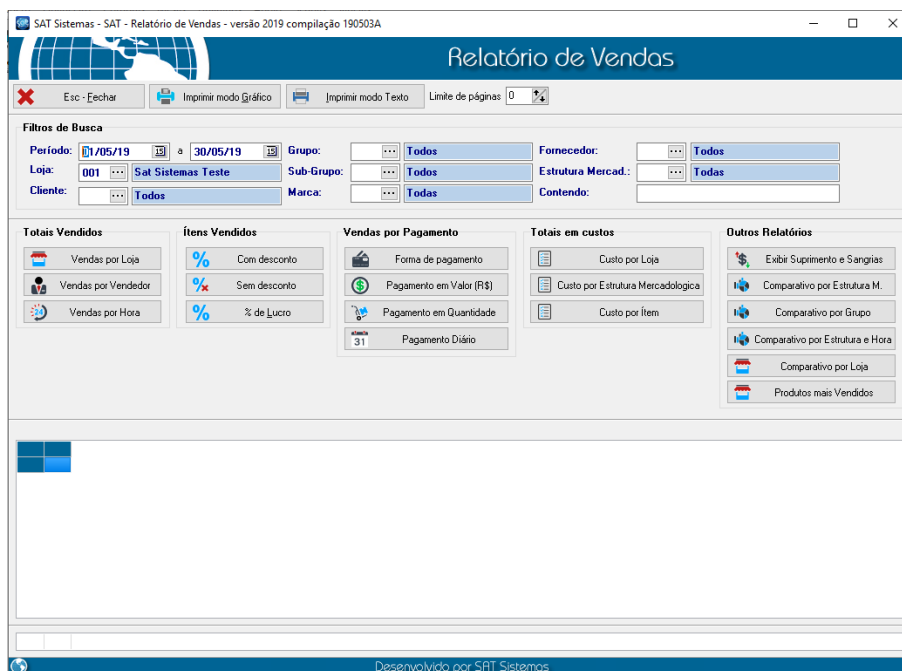 SAT Sistemas - SAT - Relatório de Vendas - versão 2019 compilação 190503A
Relatório de Vendas
Esc - Fechar Imprimir modo Gráfico Imprimir modo Texto Limite de páginas 0
Filtros de Busca
Período: 01/05/19 15 a 30/05/19 15 Grupo: ... Todos Fornecedor: ... Todos
Loja: 001 ... Sat Sistemas Teste Sub-Grupo: ... Todos Estrutura Mercad.: ... Todas
Cliente: ... Todos Marca: ... Todas Contendo:
Totais Vendidos Ítens Vendidos Vendas por Pagamento Totais em custos Outros Relatórios
Vendas por Loja % Com desconto Forma de pagamento Custo por Loja Exibir Suprimento e Sangrias
Vendas por Vendedor % Sem desconto Pagamento em Valor (R$) Custo por Estrutura Mercadologica Comparativo por Estrutura M.
24 Vendas por Hora % % de Lucro Pagamento em Quantidade Custo por Ítem Comparativo por Grupo
31 Pagamento Diário Comparativo por Estrutura e Hora
Comparativo por Loja
Produtos mais Vendidos
Desenvolvido por SAT Sistemas